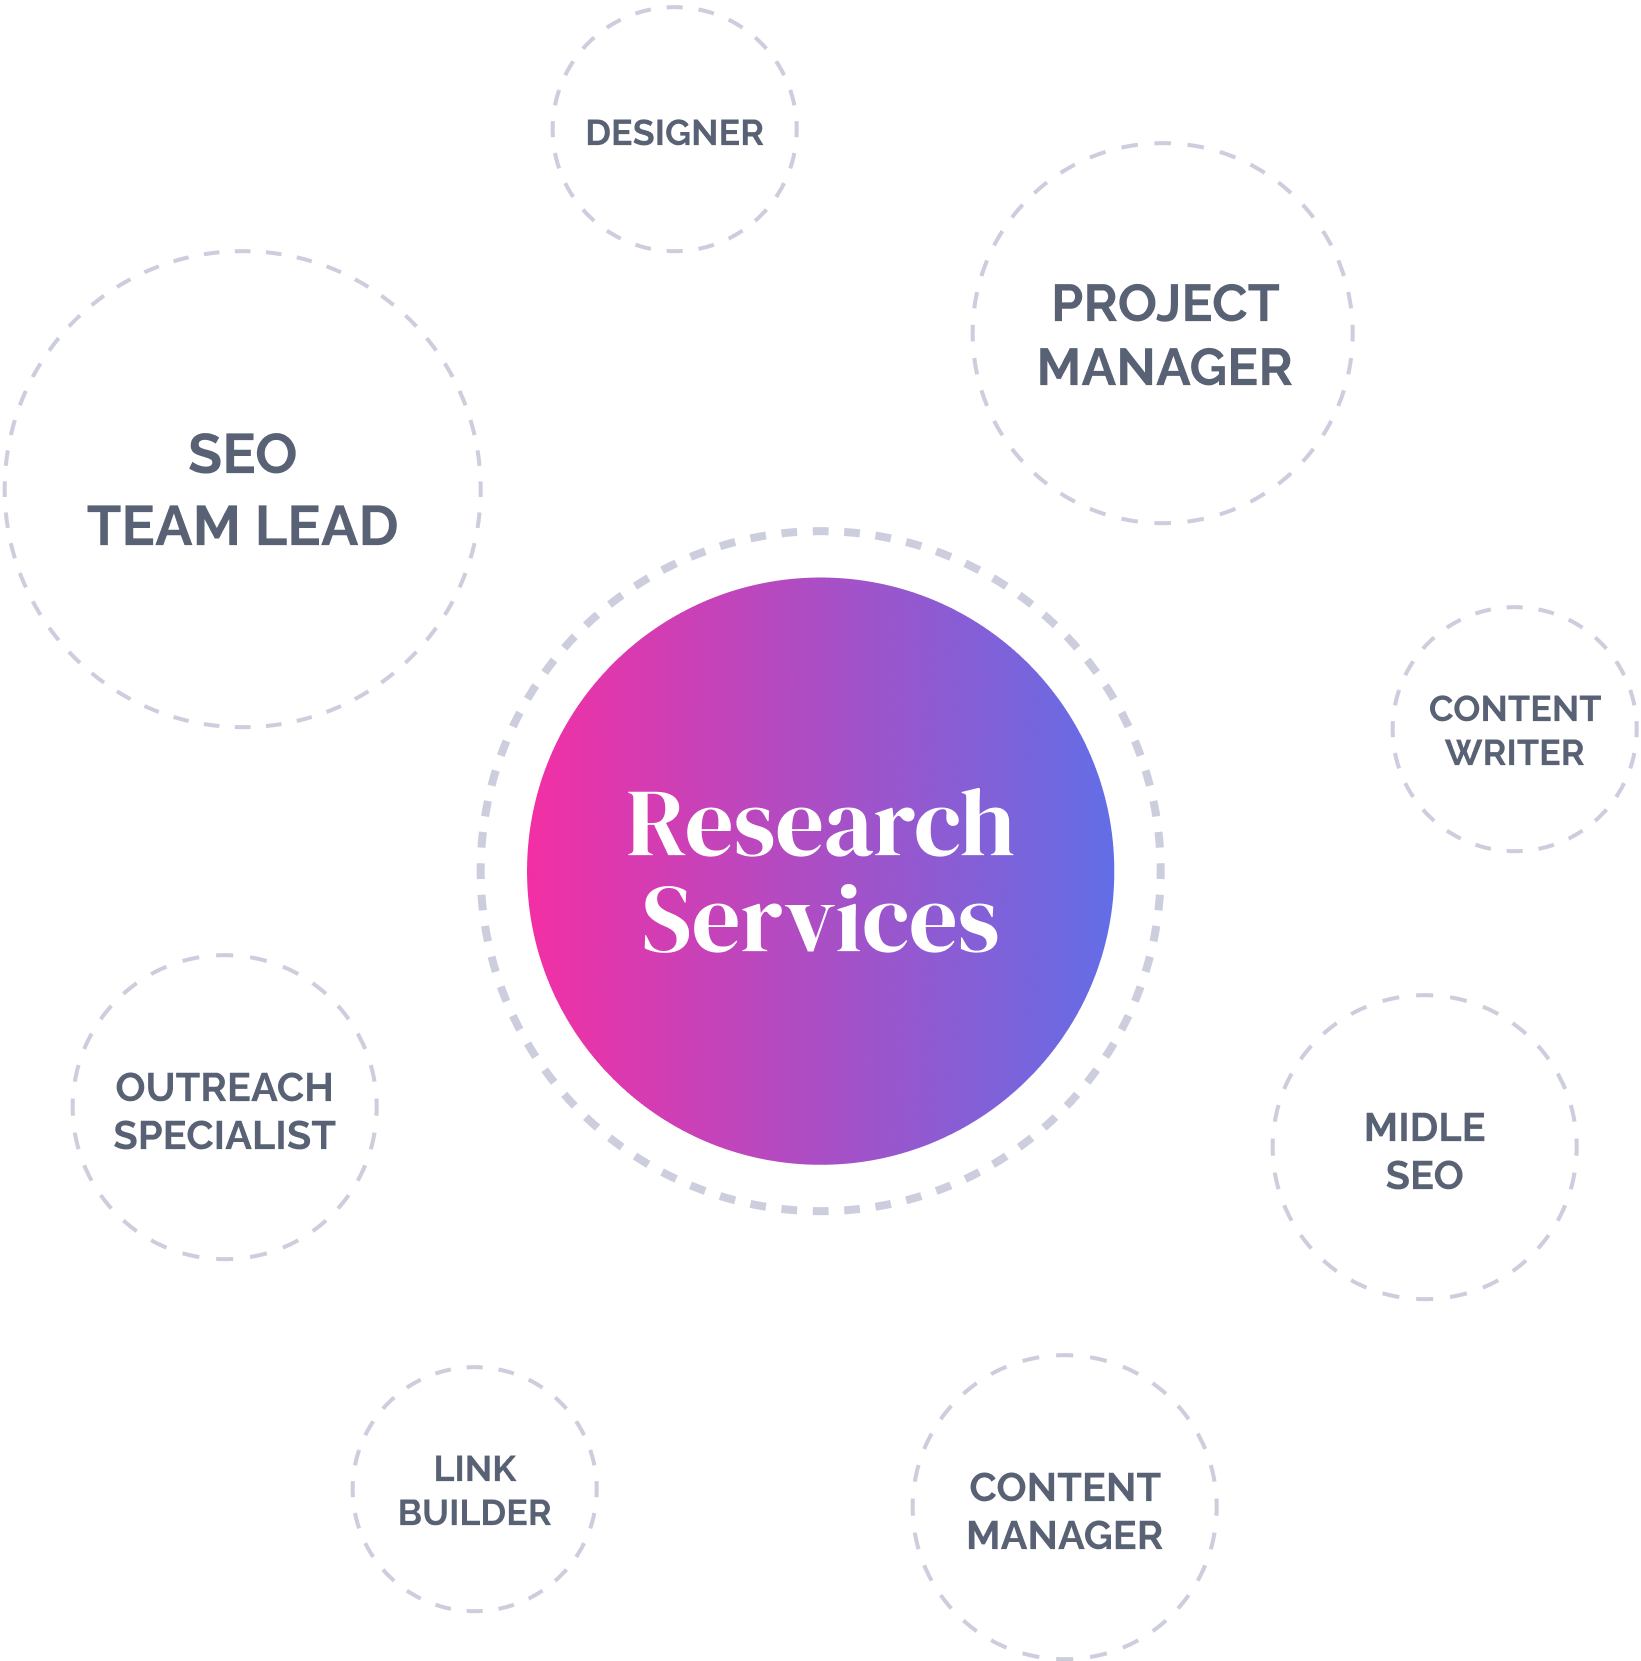 DESIGNER
PROJECT
MANAGER
SEO
TEAM LEAD
CONTENT
WRITER
Research
Services
OUTREACH
SPECIALIST
MIDLE
SEO
LINK
BUILDER
CONTENT
MANAGER